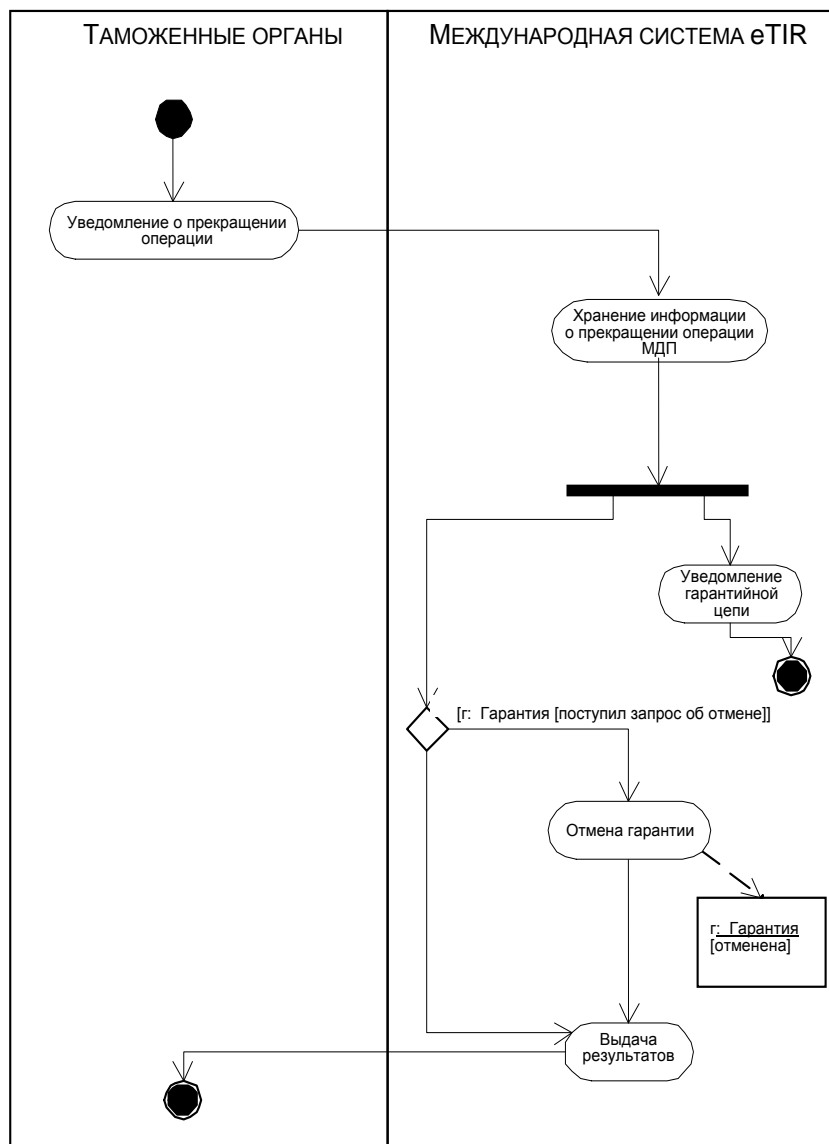 ТАМОЖЕННЫЕ ОРГАНЫ
МЕЖДУНАРОДНАЯ СИСТЕМА eTIR
Уведомление о прекращении
операции
Хранение информации
о прекращении операции
МДП
Уведомление
гарантийной
цепи
[г: Гарантия [поступил запрос об отмене]]
Отмена гарантии
г: Гарантия
[отменена]
Выдача
результатов